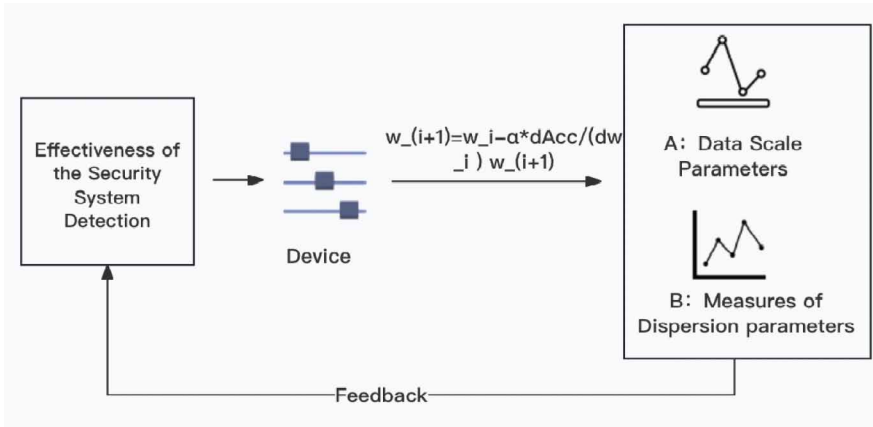 Effectiveness of
the Security
System
Detection
Device
w_(i+1)=w_i-α*dAcc/(dw
_i ) w_(i+1)
A: Data Scale
Parameters
B: Measures of
Dispersion parameters
Feedback